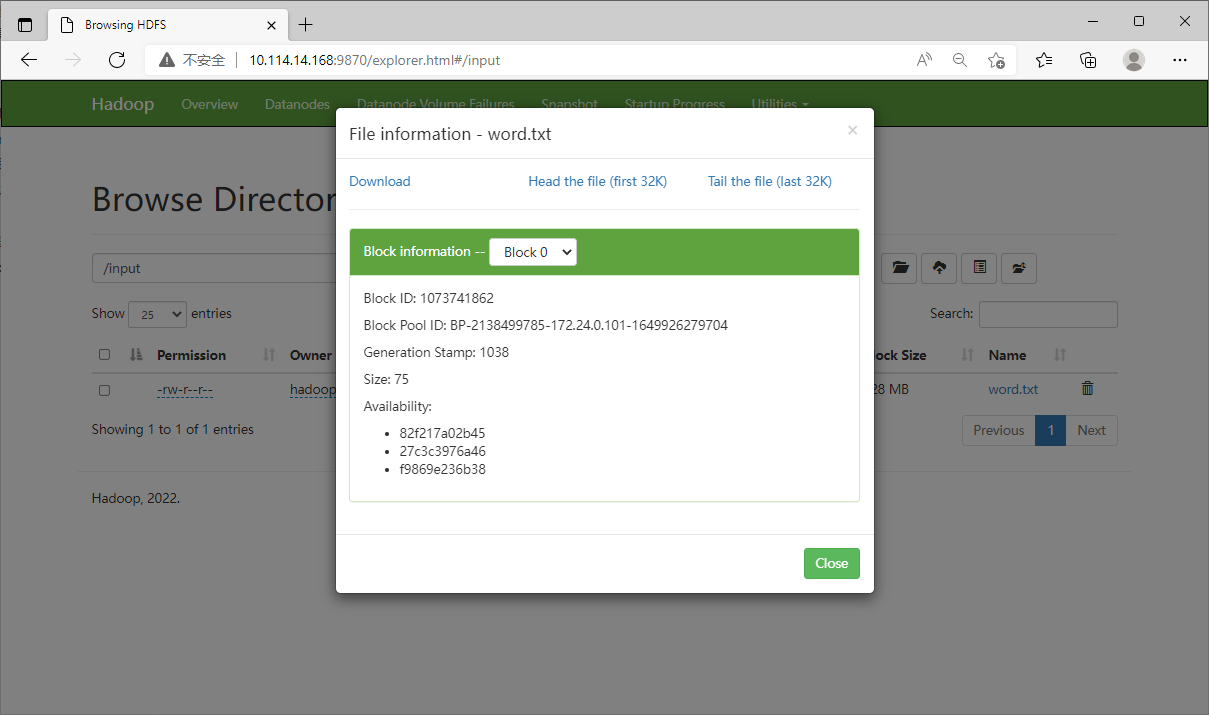 Browsing HDFS
不安全 10.114.14.168:9870/explorer.html#/input
Hadoop Overview Datanodes Datanode Volume Failures Snapshot Startup Progress Utilities
File information - word.txt ×
Download Head the file (first 32K) Tail the file (last 32K)
Browse Director
Block information -- Block 0
/input
Block ID: 1073741862
Show 25 entries Search:
Block Pool ID: BP-2138499785-172.24.0.101-1649926279704
Permission Owner ock Size Name
Generation Stamp: 1038
Size: 75
-rw-r--r-- hadoop 28 MB word.txt
Availability:
Showing 1 to 1 of 1 entries Previous 1 Next
• 82f217a02b45
• 27c3c3976a46
• f9869e236b38
Hadoop, 2022.
Close